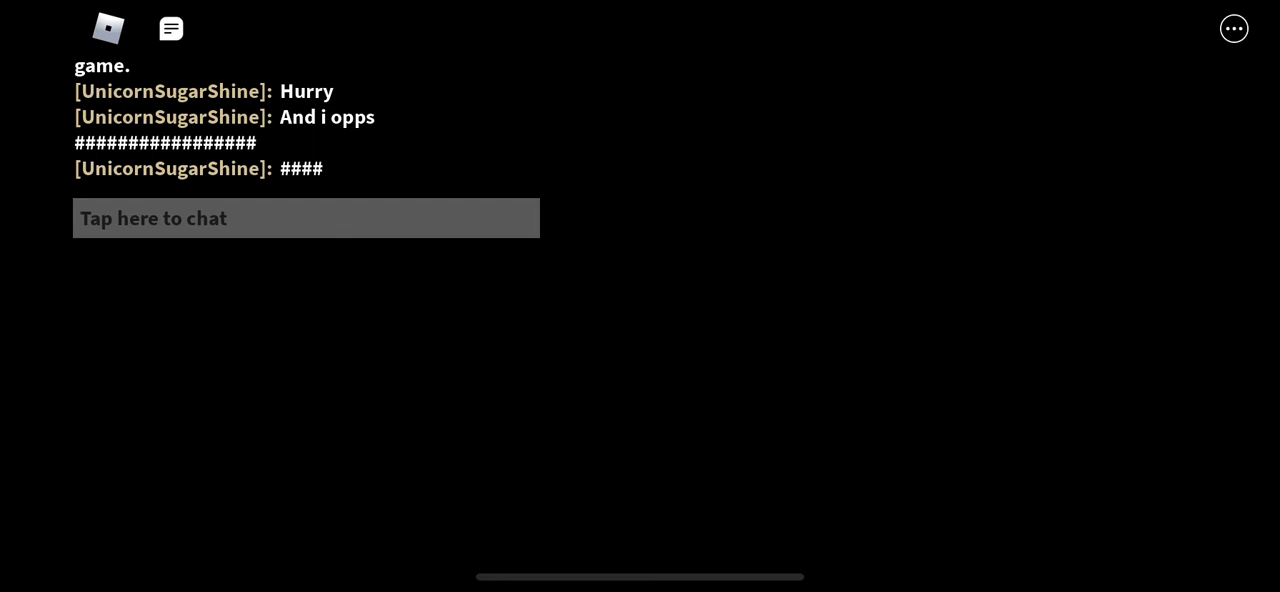 game.
[UnicornSugarShine]: Hurry
[UnicornSugarShine]: And i opps
#################
[UnicornSugarShine]: ####
Tap here to chat